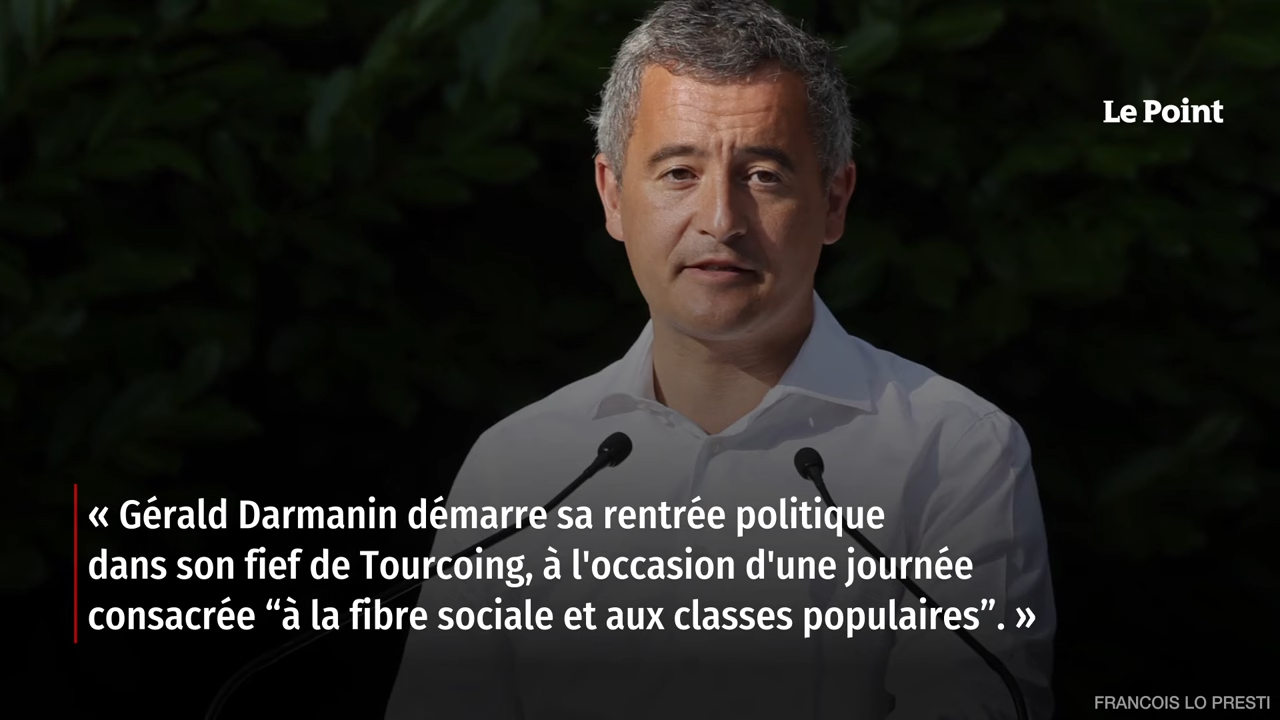 Le Point
« Gérald Darmanin démarre sa rentrée politique
dans son fief de Tourcoing, à l'occasion d'une journée
consacrée “à la fibre sociale et aux classes populaires”. »
FRANCOIS LO PRESTI